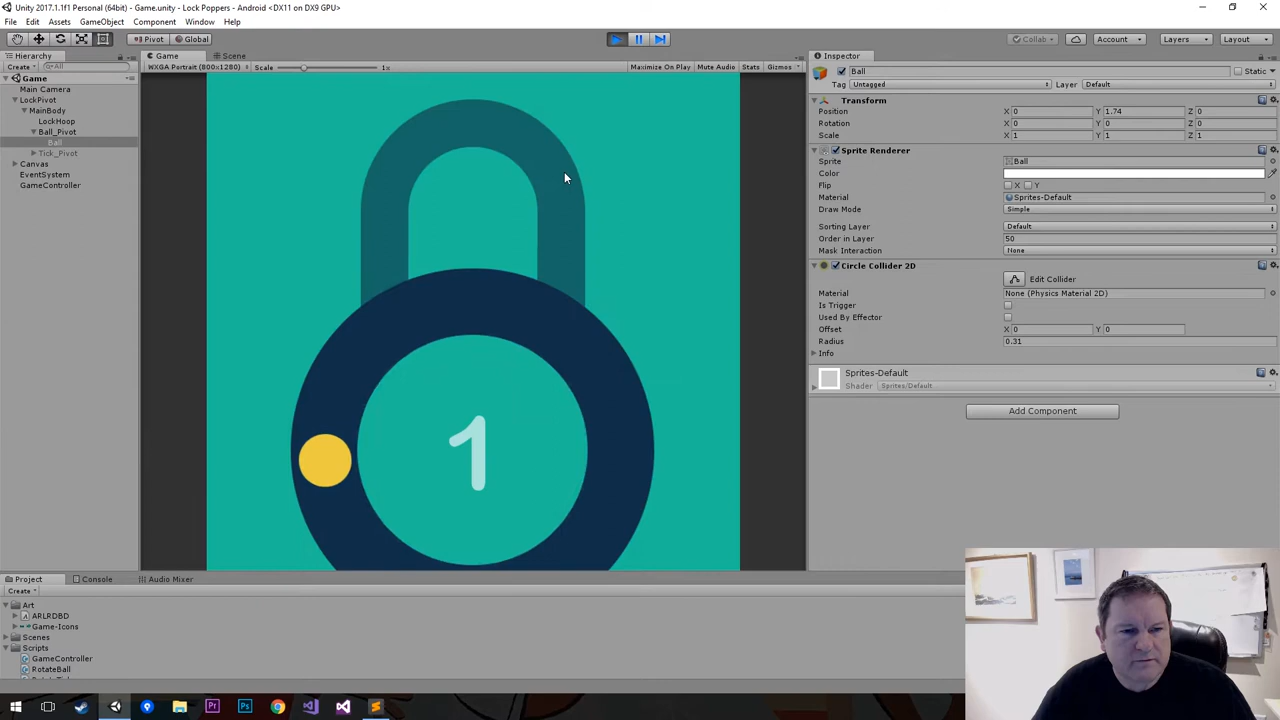 Unity 2017.1.1f1 Personal (64bit) - Game.unity - Lock Poppers - Android <DX11 on DX9 GPU>
File Edit Assets GameObject Component Window Help
Pivot Global Collab Account Layers Layout
Hierarchy Game Scene Inspector
Create All WXGA Portrait (800x1280) Scale 1x Maximize On Play Mute Audio Stats Gizmos
Ball Static
Game
Tag Untagged Layer Default
Main Camera
LockPivot
Transform
MainBody
Position X 0 Y 1.74 Z 0
LockHoop
Rotation X 0 Y 0 Z 0
Ball_Pivot
Scale X 1 Y 1 Z 1
Ball
Tick_Pivot
Sprite Renderer
Canvas
Sprite Ball
EventSystem
Color
GameController
Flip X Y
Material Sprites-Default
Draw Mode Simple
Sorting Layer Default
Order in Layer 50
Mask Interaction None
Circle Collider 2D
Edit Collider
Material None (Physics Material 2D)
Is Trigger
Used By Effector
Offset X 0 Y 0
Radius 0.31
Info
Sprites-Default
Shader Sprites/Default
Add Component
1
Project Console Audio Mixer
Create
Art
ARLRDBD
Game-Icons
Scenes
Scripts
GameController
RotateBall